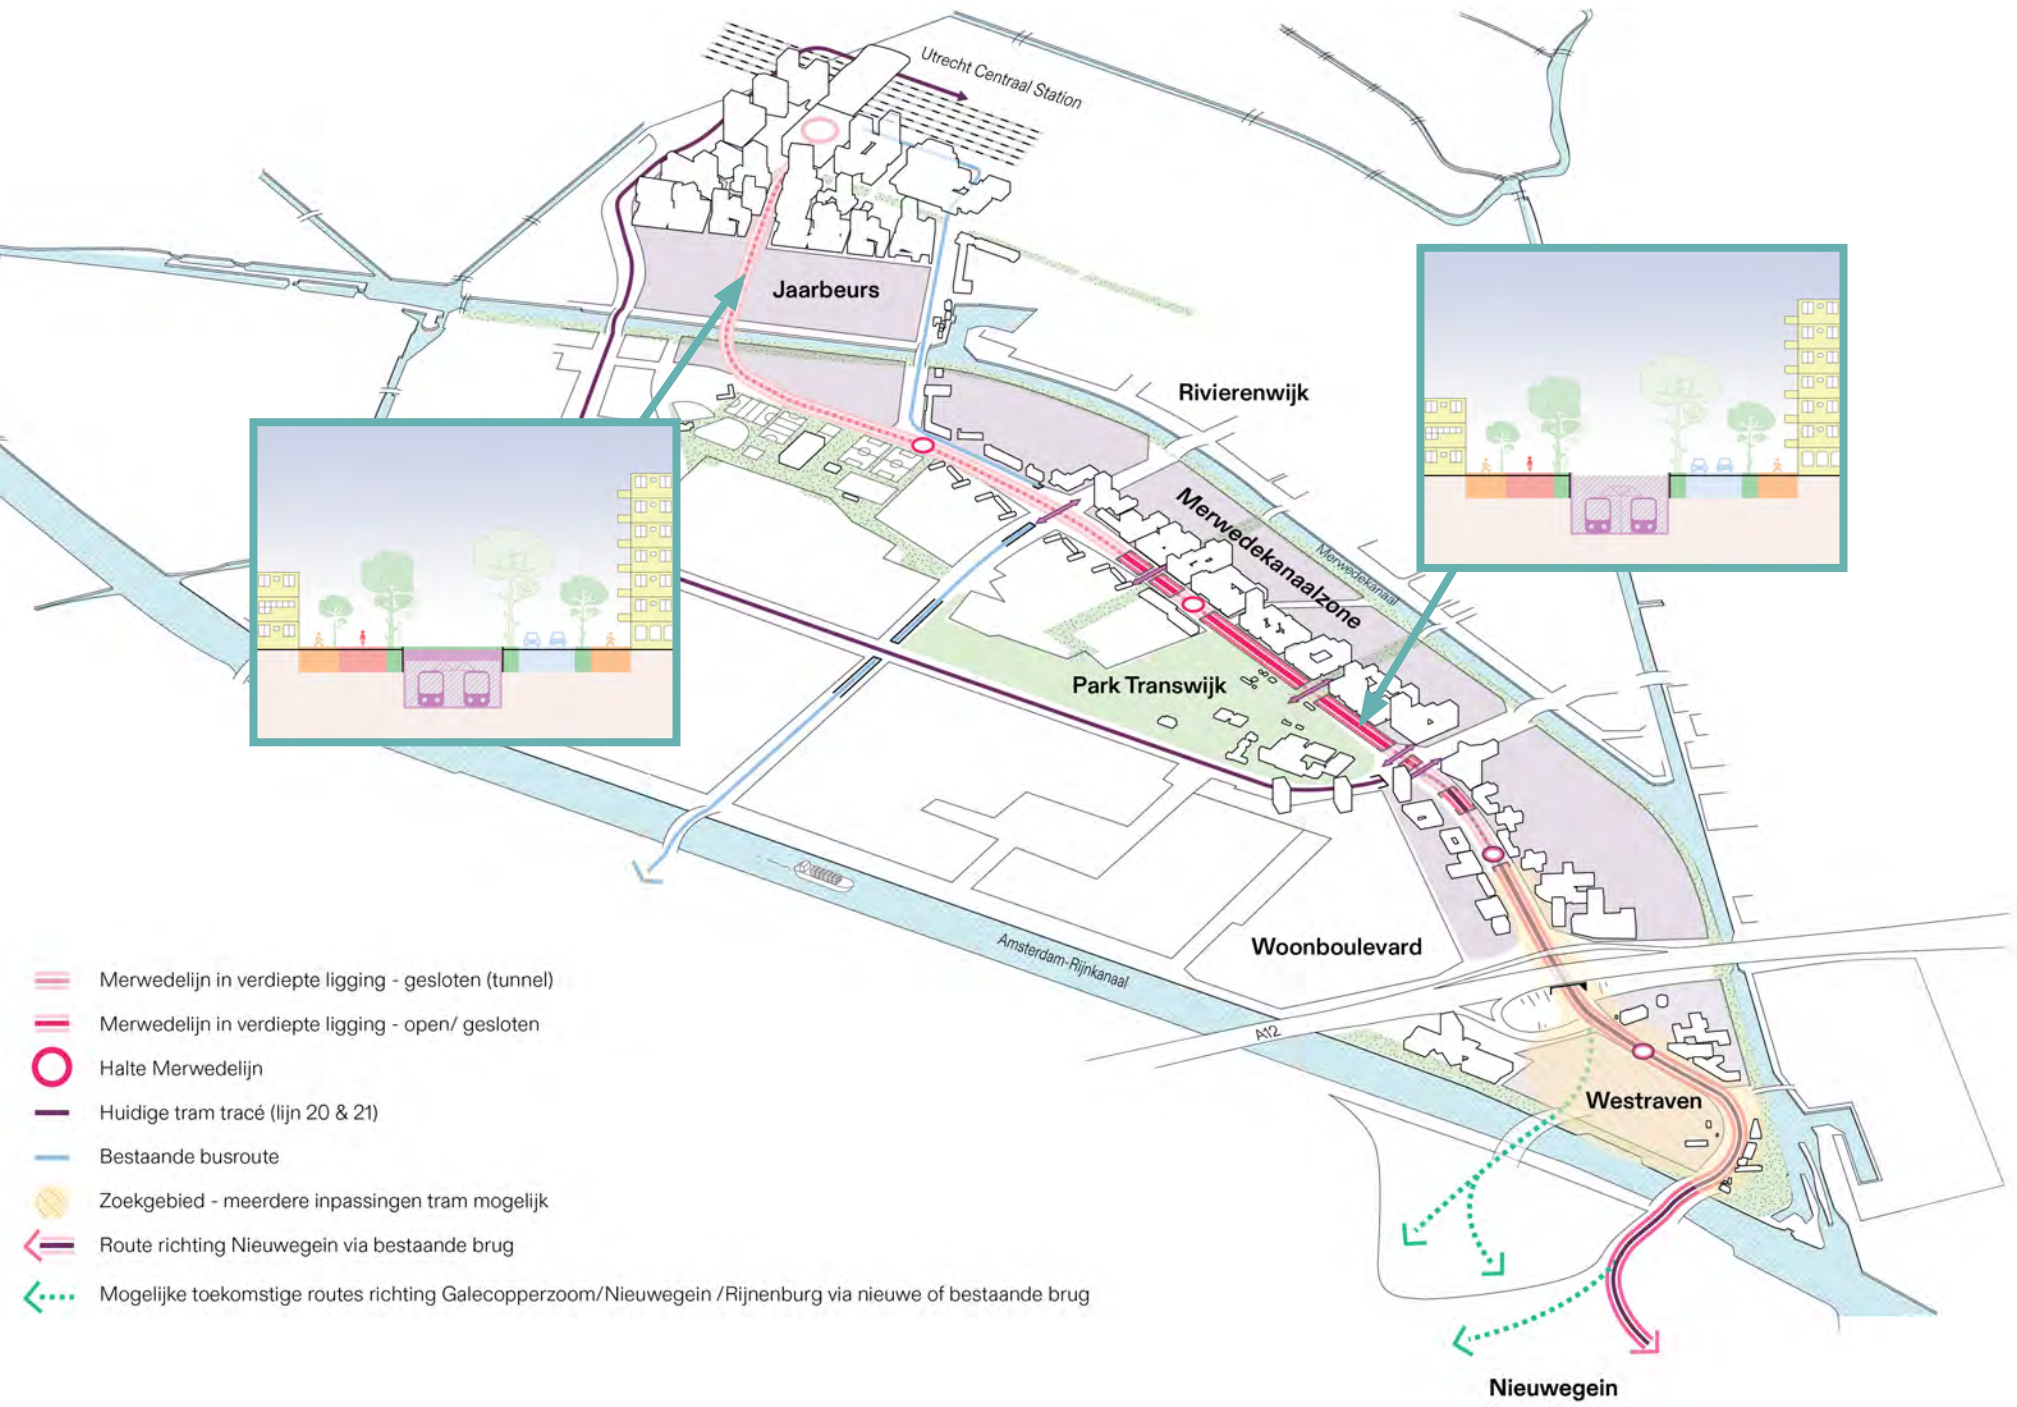 Utrecht Centraal Station
Jaarbeurs
Rivierenwijk
Merwedekanaalzone
Merwedekanaal
Park Transwijk
Woonboulevard
Amsterdam-Rijnkanaal
A12
Westraven
Nieuwegein
Merwedelijn in verdiepte ligging - gesloten (tunnel)
Merwedelijn in verdiepte ligging - open/ gesloten
Halte Merwedelijn
Huidige tram tracé (lijn 20 & 21)
Bestaande busroute
Zoekgebied - meerdere inpassingen tram mogelijk
Route richting Nieuwegein via bestaande brug
Mogelijke toekomstige routes richting Galecopperzoom/Nieuwegein /Rijnenburg via nieuwe of bestaande brug